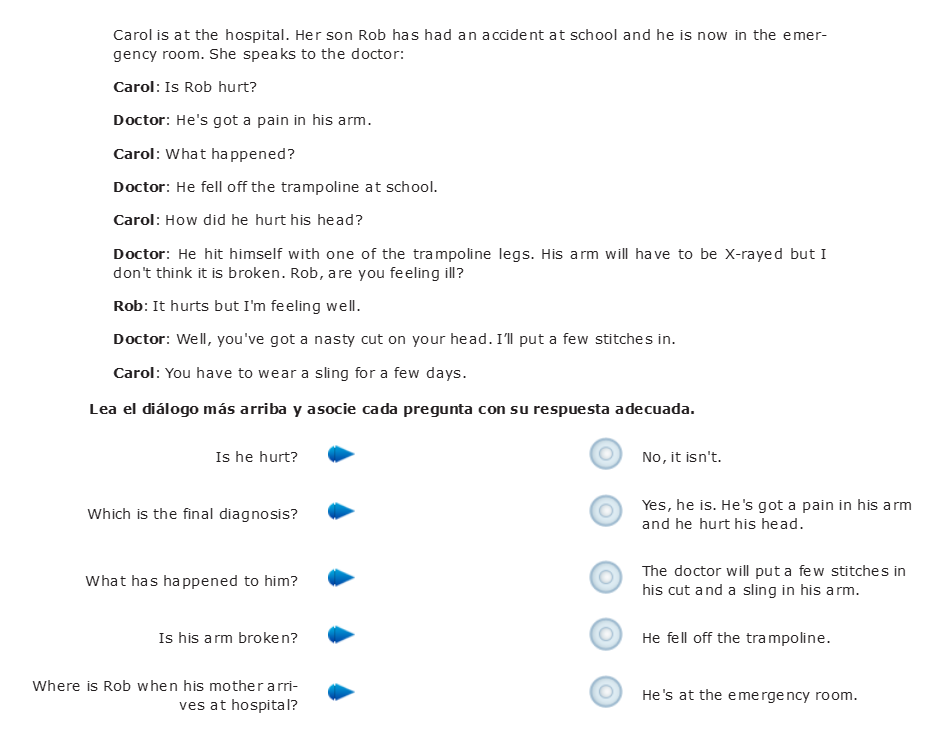 Carol is at the hospital. Her son Rob has had an accident at school and he is now in the emer-
gency room. She speaks to the doctor:
Carol: Is Rob hurt?
Doctor: He's got a pain in his arm.
Carol: What happened?
Doctor: He fell off the trampoline at school.
Carol: How did he hurt his head?
Doctor: He hit himself with one of the trampoline legs. His arm will have to be X-rayed but I
don't think it is broken. Rob, are you feeling ill?
Rob: It hurts but I'm feeling well.
Doctor: Well, you've got a nasty cut on your head. I'll put a few stitches in.
Carol: You have to wear a sling for a few days.
Lea el diálogo más arriba y asocie cada pregunta con su respuesta adecuada.
Is he hurt?
No, it isn't.
Which is the final diagnosis?
Yes, he is. He's got a pain in his arm
and he hurt his head.
What has happened to him?
The doctor will put a few stitches in
his cut and a sling in his arm.
Is his arm broken?
He fell off the trampoline.
Where is Rob when his mother arri-
ves at hospital?
He's at the emergency room.